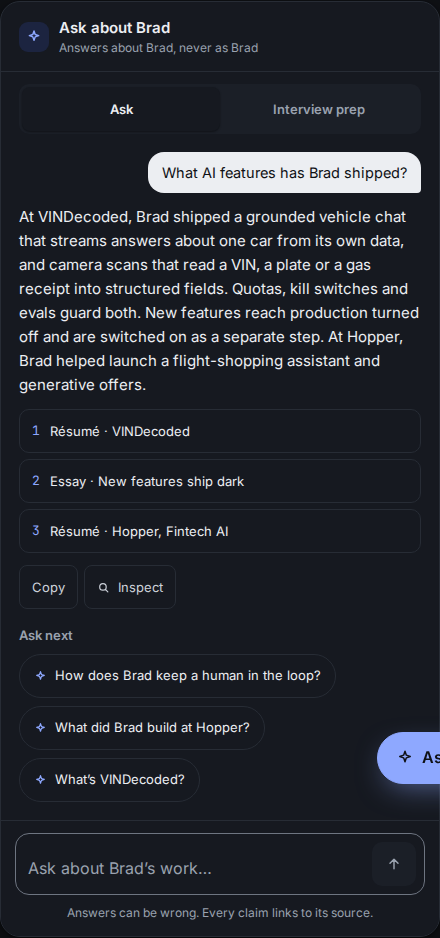 Ask about Brad
Answers about Brad, never as Brad
Ask
Interview prep
What AI features has Brad shipped?
At VINDecoded, Brad shipped a grounded vehicle chat
that streams answers about one car from its own data,
and camera scans that read a VIN, a plate or a gas
receipt into structured fields. Quotas, kill switches and
evals guard both. New features reach production turned
off and are switched on as a separate step. At Hopper,
Brad helped launch a flight-shopping assistant and
generative offers.
1 Résumé · VINDecoded
2 Essay · New features ship dark
3 Résumé · Hopper, Fintech AI
Copy
Inspect
Ask next
How does Brad keep a human in the loop?
What did Brad build at Hopper?
As
What's VINDecoded?
Ask about Brad's work…
Answers can be wrong. Every claim links to its source.